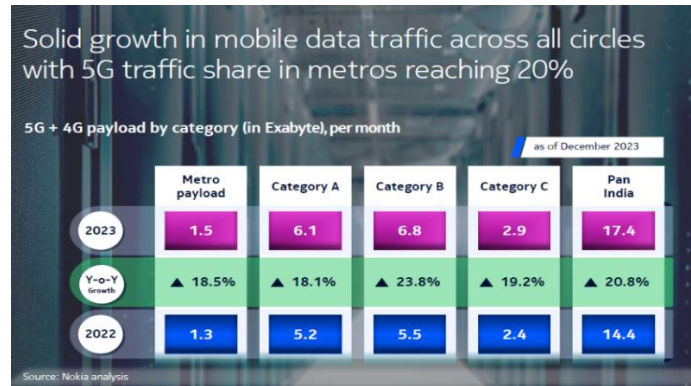 Solid growth in mobile data traffic across all circles
with 5G traffic share in metros reaching 20%
5G + 4G payload by category (in Exabyte), per month
as of December 2023
Metro payload Category A Category B Category C Pan India
2023 1.5 6.1 6.8 2.9 17.4
Y-o-Y Growth ▲ 18.5% ▲ 18.1% ▲ 23.8% ▲ 19.2% ▲ 20.8%
2022 1.3 5.2 5.5 2.4 14.4
Source: Nokia analysis